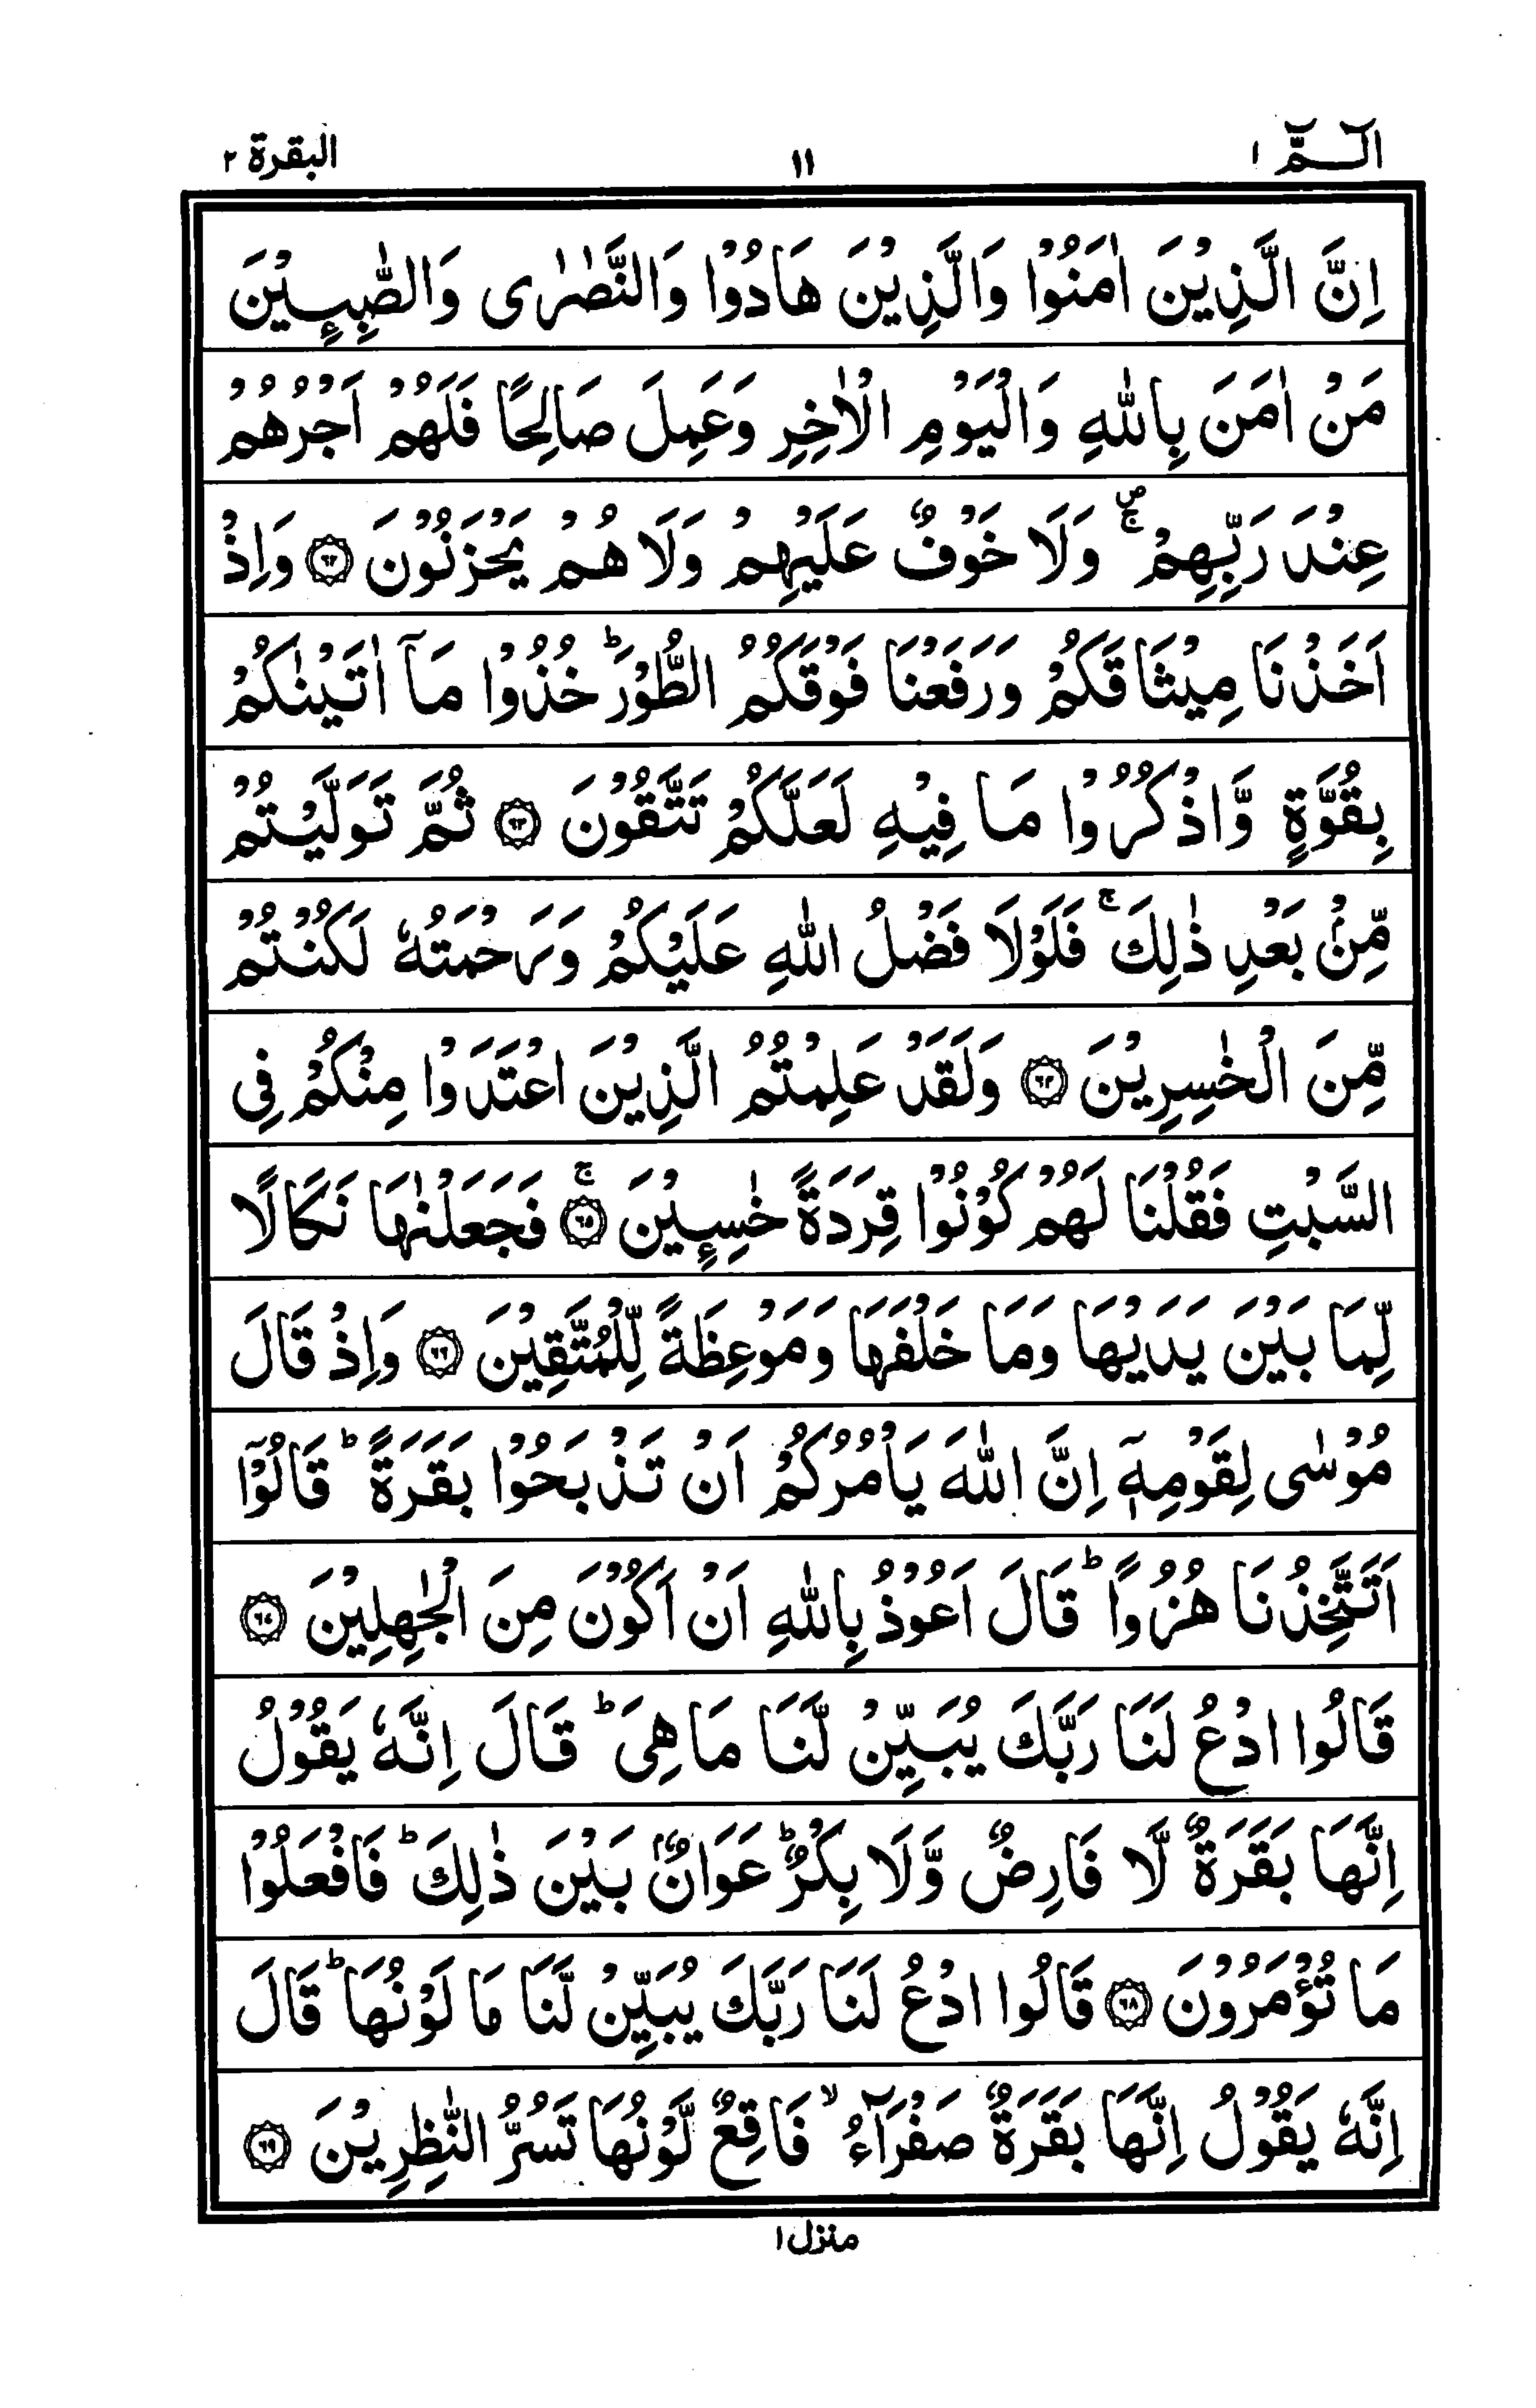 الٓـمّٓ ١ ١١ البقرة ٢
اِنَّ الَّذِيْنَ اٰمَنُوْا وَالَّذِيْنَ هَادُوْا وَالنَّصٰرٰى وَالصّٰبِـِٕيْنَ
مَنْ اٰمَنَ بِاللّٰهِ وَالْيَوْمِ الْاٰخِرِ وَعَمِلَ صَالِحًا فَلَهُمْ اَجْرُهُمْ
عِنْدَ رَبِّهِمْ ۚۖ وَلَا خَوْفٌ عَلَيْهِمْ وَلَا هُمْ يَحْزَنُوْنَ ﴿٦٢﴾ وَاِذْ
اَخَذْنَا مِيْثَاقَكُمْ وَرَفَعْنَا فَوْقَكُمُ الطُّوْرَ ؕ خُذُوْا مَآ اٰتَيْنٰكُمْ
بِقُوَّةٍ وَّاذْكُرُوْا مَا فِيْهِ لَعَلَّكُمْ تَتَّقُوْنَ ﴿٦٣﴾ ثُمَّ تَوَلَّيْتُمْ
مِّنْۢ بَعْدِ ذٰلِكَ ۚ فَلَوْلَا فَضْلُ اللّٰهِ عَلَيْكُمْ وَرَحْمَتُهٗ لَكُنْتُمْ
مِّنَ الْخٰسِرِيْنَ ﴿٦٤﴾ وَلَقَدْ عَلِمْتُمُ الَّذِيْنَ اعْتَدَوْا مِنْكُمْ فِى
السَّبْتِ فَقُلْنَا لَهُمْ كُوْنُوْا قِرَدَةً خٰسِـِٕيْنَ ﴿٦٥﴾ ۚ فَجَعَلْنٰهَا نَكَالًا
لِّمَا بَيْنَ يَدَيْهَا وَمَا خَلْفَهَا وَمَوْعِظَةً لِّلْمُتَّقِيْنَ ﴿٦٦﴾ وَاِذْ قَالَ
مُوْسٰى لِقَوْمِهٖٓ اِنَّ اللّٰهَ يَاْمُرُكُمْ اَنْ تَذْبَحُوْا بَقَرَةً ؕ قَالُوْٓا
اَتَتَّخِذُنَا هُزُوًا ؕ قَالَ اَعُوْذُ بِاللّٰهِ اَنْ اَكُوْنَ مِنَ الْجٰهِلِيْنَ ﴿٦٧﴾
قَالُوا ادْعُ لَنَا رَبَّكَ يُبَيِّنْ لَّنَا مَا هِىَ ؕ قَالَ اِنَّهٗ يَقُوْلُ
اِنَّهَا بَقَرَةٌ لَّا فَارِضٌ وَّلَا بِكْرٌ ؕ عَوَانٌۢ بَيْنَ ذٰلِكَ ؕ فَافْعَلُوْا
مَا تُؤْمَرُوْنَ ﴿٦٨﴾ قَالُوا ادْعُ لَنَا رَبَّكَ يُبَيِّنْ لَّنَا مَا لَوْنُهَا ؕ قَالَ
اِنَّهٗ يَقُوْلُ اِنَّهَا بَقَرَةٌ صَفْرَآءُ ۙ فَاقِعٌ لَّوْنُهَا تَسُرُّ النّٰظِرِيْنَ ﴿٦٩﴾
منزل ١